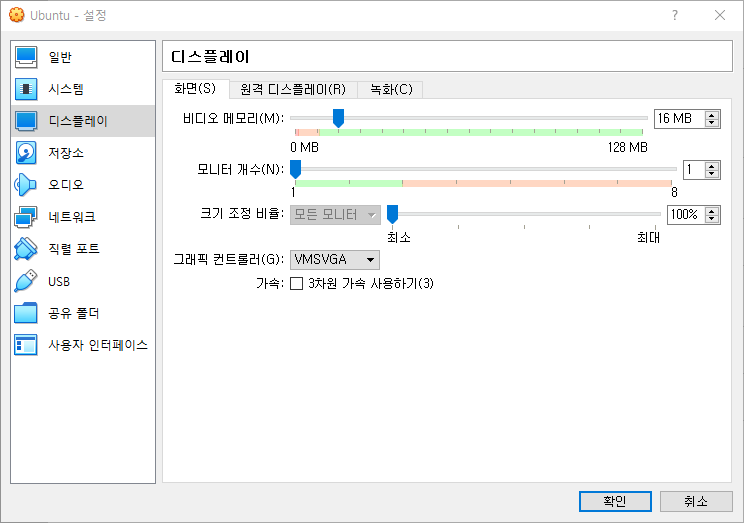 Ubuntu - 설정
일반
시스템
디스플레이
저장소
오디오
네트워크
직렬 포트
USB
공유 폴더
사용자 인터페이스
디스플레이
화면(S) 원격 디스플레이(R) 녹화(C)
비디오 메모리(M): 16 MB
0 MB 128 MB
모니터 개수(N): 1
1 8
크기 조정 비율: 모든 모니터 100%
최소 최대
그래픽 컨트롤러(G): VMSVGA
가속: 3차원 가속 사용하기(3)
확인 취소